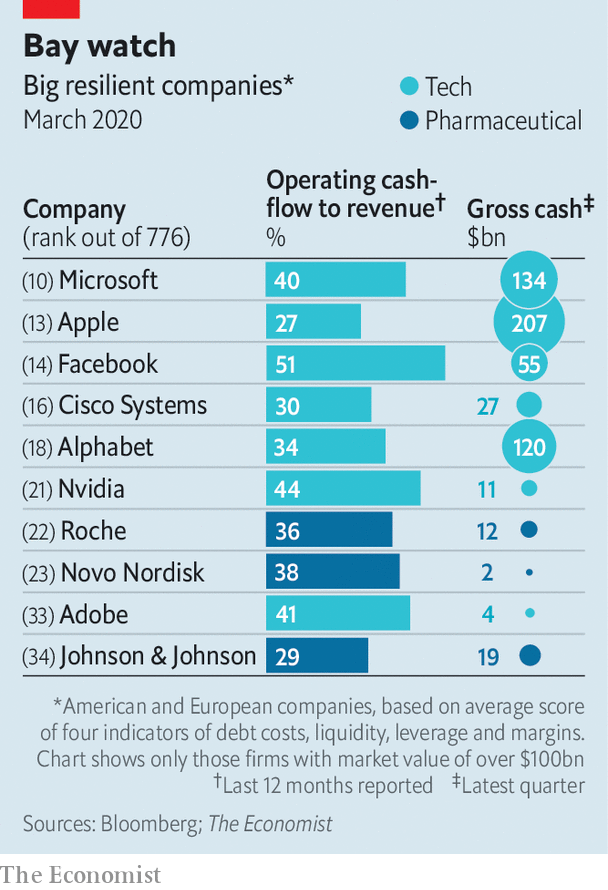 Bay watch
Big resilient companies*
March 2020
Tech
Pharmaceutical
Company
(rank out of 776)
Operating cash-
flow to revenue†
%
Gross cash‡
$bn
(10) Microsoft 40 134
(13) Apple 27 207
(14) Facebook 51 55
(16) Cisco Systems 30 27
(18) Alphabet 34 120
(21) Nvidia 44 11
(22) Roche 36 12
(23) Novo Nordisk 38 2
(33) Adobe 41 4
(34) Johnson & Johnson 29 19
*American and European companies, based on average score
of four indicators of debt costs, liquidity, leverage and margins.
Chart shows only those firms with market value of over $100bn
†Last 12 months reported ‡Latest quarter
Sources: Bloomberg; The Economist
The Economist